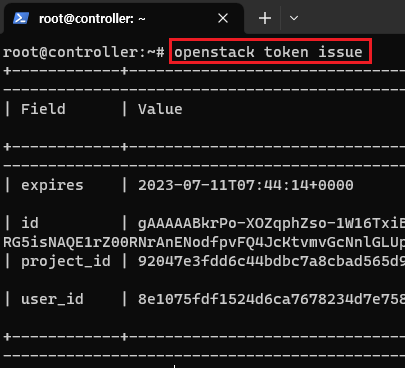 root@controller: ~
root@controller:~# openstack token issue
+------------+----------------------------
------------------------------------------
| Field      | Value
+------------+----------------------------
------------------------------------------
| expires    | 2023-07-11T07:44:14+0000
| id         | gAAAAABkrPo-XOZqphZso-1W16TxiE
RG5isNAQE1rZ00RNrAnENodfpvFQ4JcKtvmvGcNnlGLUp
| project_id | 92047e3fdd6c44bdbc7a8cbad565d9
| user_id    | 8e1075fdf1524d6ca7678234d7e758
+------------+----------------------------
------------------------------------------